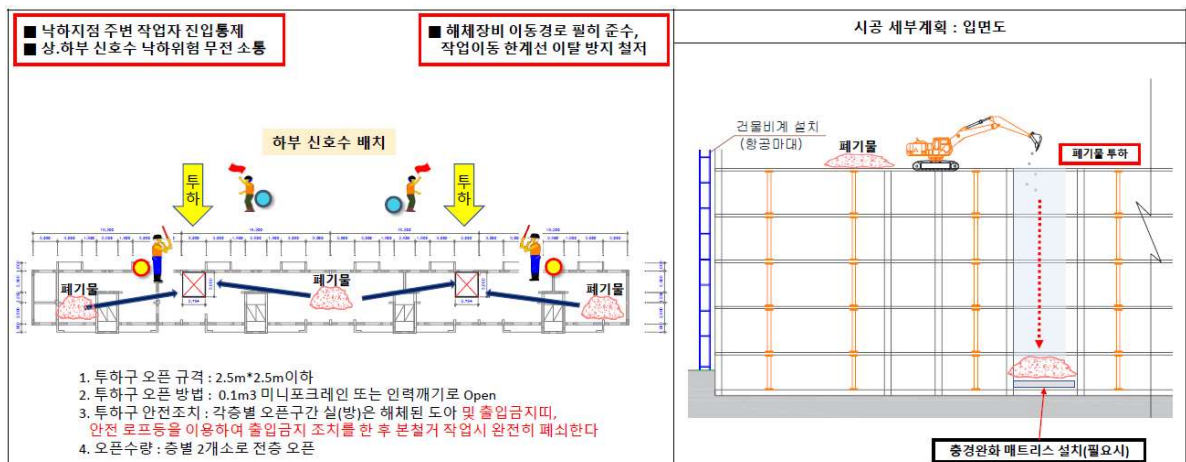 ■ 낙하지점 주변 작업자 진입통제
■ 상.하부 신호수 낙하위험 무전 소통
■ 해체장비 이동경로 필히 준수,
작업이동 한계선 이탈 방지 철저
하부 신호수 배치
투하
투하
폐기물
폐기물
폐기물
1. 투하구 오픈 규격 : 2.5m*2.5m이하
2. 투하구 오픈 방법 : 0.1m3 미니포크레인 또는 인력깨기로 Open
3. 투하구 안전조치 : 각층별 오픈구간 실(방)은 해체된 도아 및 출입금지띠,
안전 로프등을 이용하여 출입금지 조치를 한 후 본철거 작업시 완전히 폐쇄한다
4. 오픈수량 : 층별 2개소로 전층 오픈
시공 세부계획 : 입면도
건물비계 설치
(항공마대)
폐기물
폐기물 투하
충경완화 매트리스 설치(필요시)